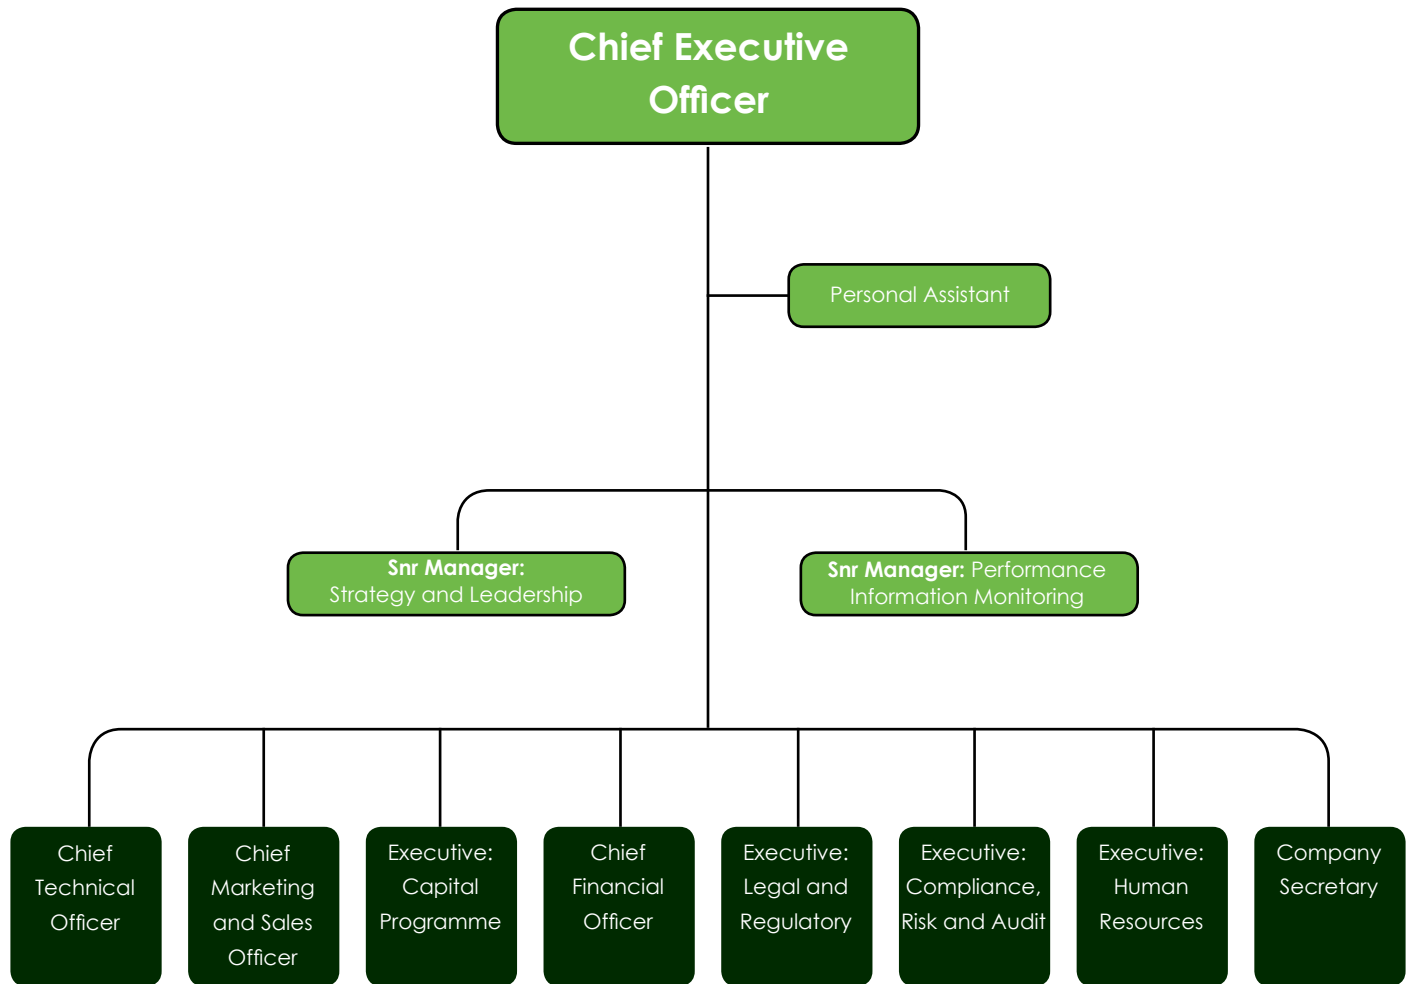 Chief Executive
Officer
Personal Assistant
Snr Manager:
Strategy and Leadership
Snr Manager: Performance
Information Monitoring
Chief
Technical
Officer
Chief
Marketing
and Sales
Officer
Executive:
Capital
Programme
Chief
Financial
Officer
Executive:
Legal and
Regulatory
Executive:
Compliance,
Risk and Audit
Executive:
Human
Resources
Company
Secretary